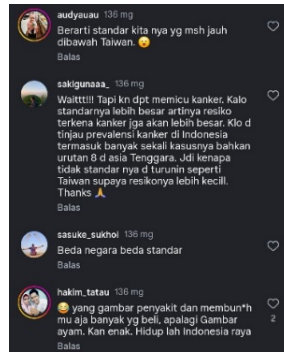 audyauau 136 mg
Berarti standar kita nya yg msh jauh
dibawah Taiwan. 😮
Balas
sakigunaaa_ 136 mg
Waittt!!! Tapi kn dpt memicu kanker. Kalo
standarnya lebih besar artinya resiko
terkena kanker jga akan lebih besar. Klo d
tinjau prevalensi kanker di Indonesia
termasuk banyak sekali kasusnya bahkan
urutan 8 d asia Tenggara. Jdi kenapa
tidak standar nya d turunin seperti
Taiwan supaya resikonya lebih kecill.
Thanks 🙏
Balas
sasuke_sukhoi 136 mg
Beda negara beda standar
Balas
hakim_tatau 136 mg
😂 yang gambar penyakit dan membun*h
mu aja banyak yg beli, apalagi Gambar
ayam. Kan enak. Hidup lah Indonesia raya
2
Balas